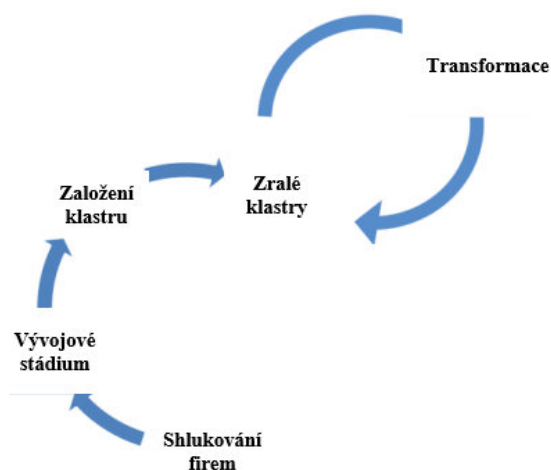 Transformace
Založení
klastru
Zralé
klastry
Vývojové
stádium
Shlukování
firem